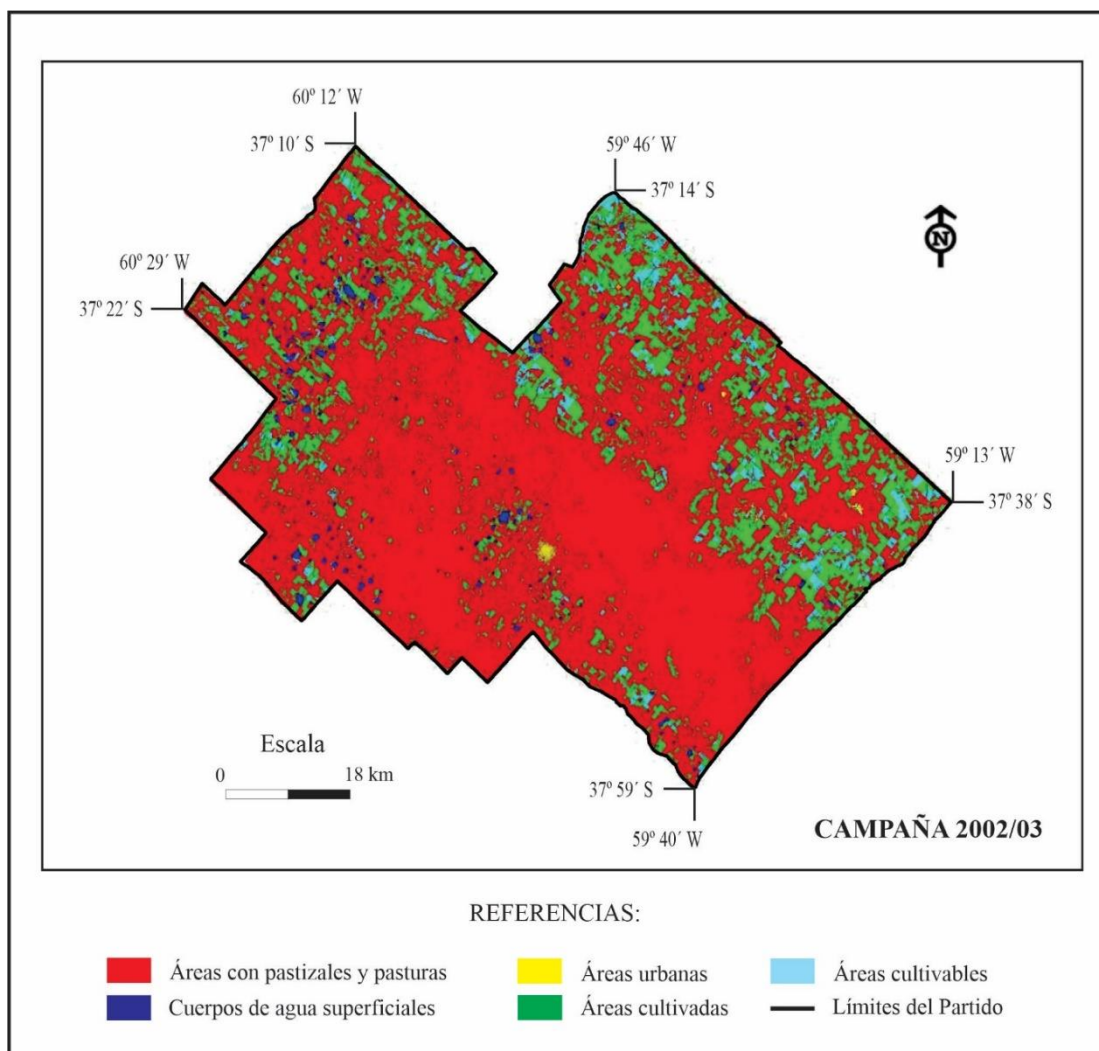 60º 12´ W
37º 10´ S
59º 46´ W
37º 14´ S
N
60º 29´ W
37º 22´ S
59º 13´ W
37º 38´ S
Escala
0 18 km
37º 59´ S
59º 40´ W
CAMPAÑA 2002/03
REFERENCIAS:
Áreas con pastizales y pasturas Áreas urbanas Áreas cultivables
Cuerpos de agua superficiales Áreas cultivadas Límites del Partido